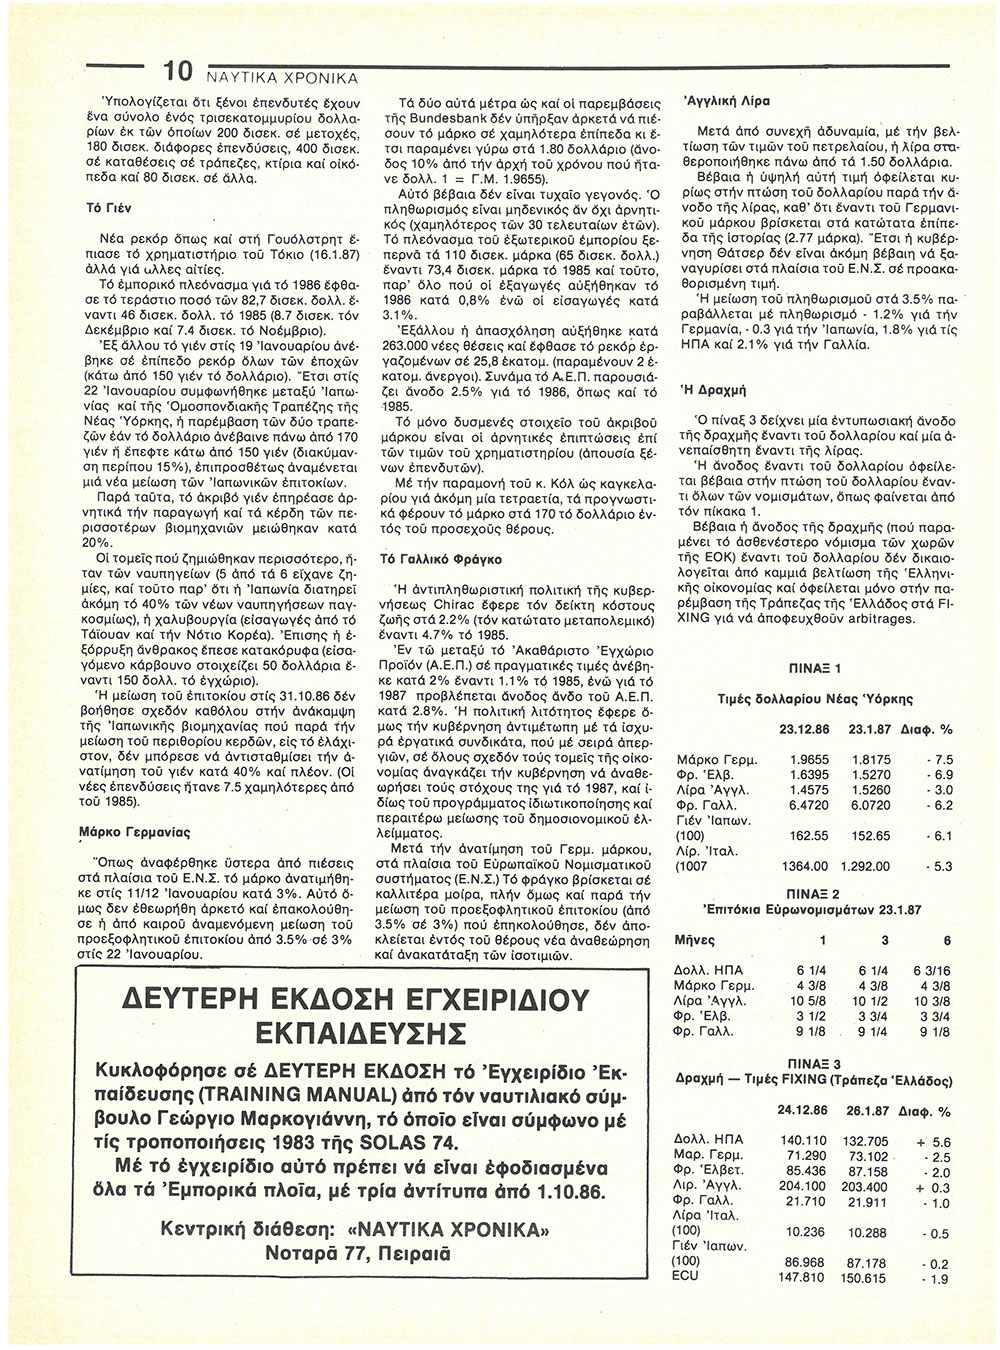 10 ΝΑΥΤΙΚΑ ΧΡΟΝΙΚΑ
Ὑπολογίζεται ὅτι ξένοι ἐπενδυτές ἔχουν
ἕνα σύνολο ἑνός τρισεκατομμυρίου δολλα-
ρίων ἐκ τῶν ὁποίων 200 δισεκ. σέ μετοχές,
180 δισεκ. διάφορες ἐπενδύσεις, 400 δισεκ.
σέ καταθέσεις σέ τράπεζες, κτίρια καί οἰκό-
πεδα καί 80 δισεκ. σέ ἄλλα.
Τό Γιέν
Νέα ρεκόρ ὅπως καί στή Γουόλστρητ ἔ-
πιασε τό χρηματιστήριο τοῦ Τόκιο (16.1.87)
ἀλλά γιά ἄλλες αἰτίες.
Τό ἐμπορικό πλεόνασμα γιά τό 1986 ἔφθα-
σε τό τεράστιο ποσό τῶν 82,7 δισεκ. δολλ. ἔ-
ναντι 46 δισεκ. δολλ. τό 1985 (8.7 δισεκ. τόν
Δεκέμβριο καί 7.4 δισεκ. τό Νοέμβριο).
Ἐξ ἄλλου τό γιέν στίς 19 Ἰανουαρίου ἀνέ-
βηκε σέ ἐπίπεδο ρεκόρ ὅλων τῶν ἐποχῶν
(κάτω ἀπό 150 γιέν τό δολλάριο). Ἔτσι στίς
22 Ἰανουαρίου συμφωνήθηκε μεταξύ Ἰαπω-
νίας καί τῆς Ὁμοσπονδιακῆς Τραπέζης τῆς
Νέας Ὑόρκης, ἡ παρέμβαση τῶν δύο τραπε-
ζῶν ἐάν τό δολλάριο ἀνέβαινε πάνω ἀπό 170
γιέν ἤ ἔπεφτε κάτω ἀπό 150 γιέν (διακύμαν-
ση περίπου 15%), ἐπιπροσθέτως ἀναμένεται
μιά νέα μείωση τῶν Ἰαπωνικῶν ἐπιτοκίων.
Παρά ταῦτα, τό ἀκριβό γιέν ἐπηρέασε ἀρ-
νητικά τήν παραγωγή καί τά κέρδη τῶν πε-
ρισσοτέρων βιομηχανιῶν μειώθηκαν κατά
20%.
Οἱ τομεῖς πού ζημιώθηκαν περισσότερο, ἤ-
ταν τῶν ναυπηγείων (5 ἀπό τά 6 εἴχανε ζη-
μίες, καί τοῦτο παρ' ὅτι ἡ Ἰαπωνία διατηρεῖ
ἀκόμη τό 40% τῶν νέων ναυπηγήσεων παγ-
κοσμίως), ἡ χαλυβουργία (εἰσαγωγές ἀπό τό
Τάϊουαν καί τήν Νότιο Κορέα). Ἐπισης ἡ ἐ-
ξόρρυξη ἄνθρακος ἔπεσε κατακόρυφα (εἰσα-
γόμενο κάρβουνο στοιχεῖζει 50 δολλάρια ἔ-
ναντι 150 δολλ. τό ἐγχώριο).
Ἡ μείωση τοῦ ἐπιτοκίου στίς 31.10.86 δέν
βοήθησε σχεδόν καθόλου στήν ἀνάκαμψη
τῆς Ἰαπωνικῆς βιομηχανίας πού παρά τήν
μείωση τοῦ περιθορίου κερδῶν, εἰς τό ἐλάχι-
στον, δέν μπόρεσε νά ἀντισταθμίσει τήν ἀ-
νατίμηση τοῦ γιέν κατά 40% καί πλέον. (Οἱ
νέες ἐπενδύσεις ἤτανε 7.5 χαμηλότερες ἀπό
τοῦ 1985).
Μάρκο Γερμανίας
Ὅπως ἀναφέρθηκε ὕστερα ἀπό πιέσεις
στά πλαίσια τοῦ Ε.Ν.Σ. τό μάρκο ἀνατιμήθη-
κε στίς 11/12 Ἰανουαρίου κατά 3%. Αὐτό ὅ-
μως δεν ἐθεωρήθη ἀρκετό καί ἐπακολούθη-
σε ἡ ἀπό καιροῦ ἀναμενόμενη μείωση τοῦ
προεξοφλητικοῦ ἐπιτοκίου ἀπό 3.5% σέ 3%
στίς 22 Ἰανουαρίου.
Τά δύο αὐτά μέτρα ὡς καί οἱ παρεμβάσεις
τῆς Bundesbank δέν ὑπῆρξαν ἀρκετά νά πιέ-
σουν τό μάρκο σέ χαμηλότερα ἐπίπεδα κι ἔ-
τσι παραμένει γύρω στά 1.80 δολλάριο (ἄνο-
δος 10% ἀπό τήν ἀρχή τοῦ χρόνου πού ἤτα-
νε δολλ. 1 = Γ.Μ. 1.9655).
Αὐτό βέβαια δέν εἶναι τυχαῖο γεγονός. Ὁ
πληθωρισμός εἶναι μηδενικός ἄν ὄχι ἀρνητι-
κός (χαμηλότερος τῶν 30 τελευταίων ἐτῶν).
Τό πλεόνασμα τοῦ ἐξωτερικοῦ ἐμπορίου ξε-
περνᾶ τά 110 δισεκ. μάρκα (65 δισεκ. δολλ.)
ἔναντι 73,4 δισεκ. μάρκα τό 1985 καί τοῦτο,
παρ' ὅλο πού οἱ ἐξαγωγές αὐξήθηκαν τό
1986 κατά 0,8% ἐνῶ οἱ εἰσαγωγές κατά
3.1%.
Ἐξάλλου ἡ ἀπασχόληση αὐξήθηκε κατά
263.000 νέες θέσεις καί ἔφθασε τό ρεκόρ ἐρ-
γαζομένων σέ 25,8 ἑκατομ. (παραμένουν 2 ἑ-
κατομ. ἄνεργοι). Συνάμα τό Α.Ε.Π. παρουσιά-
ζει ἄνοδο 2.5% γιά τό 1986, ὅπως καί τό
1985.
Τό μόνο δυσμενές στοιχεῖο τοῦ ἀκριβοῦ
μάρκου εἶναι οἱ ἀρνητικές ἐπιπτώσεις ἐπί
τῶν τιμῶν τοῦ χρηματιστηρίου (ἀπουσία ξέ-
νων ἐπενδυτῶν).
Μέ τήν παραμονή τοῦ κ. Κόλ ὡς καγκελα-
ρίου γιά ἀκόμη μία τετραετία, τά προγνωστι-
κά φέρουν τό μάρκο στά 170 τό δολλάριο ἐν-
τός τοῦ προσεχοῦς θέρους.
Τό Γαλλικό Φράγκο
Ἡ ἀντιπληθωριστική πολιτική τῆς κυβερ-
νήσεως Chirac ἔφερε τόν δείκτη κόστους
ζωῆς στά 2.2% (τόν κατώτατο μεταπολεμικό)
ἔναντι 4.7% τό 1985.
Ἐν τῶ μεταξύ τό Ἀκαθάριστο Ἐγχώριο
Προϊόν (Α.Ε.Π.) σέ πραγματικές τιμές ἀνέβη-
κε κατά 2% ἔναντι 1.1% τό 1985, ἐνῶ γιά τό
1987 προβλέπεται ἄνοδος ἄνδο τοῦ Α.Ε.Π.
κατά 2.8%. Ἡ πολιτική λιτότητος ἔφερε ὅ-
μως τήν κυβέρνηση ἀντιμέτωπη μέ τά ἰσχυ-
ρά ἐργατικά συνδικάτα, πού μέ σειρά ἀπερ-
γιῶν, σέ ὅλους σχεδόν τούς τομεῖς τῆς οἰκο-
νομίας ἀναγκάζει τήν κυβέρνηση νά ἀναθε-
ωρήσει τούς στόχους της γιά τό 1987, καί ἰ-
δίως τοῦ προγράμματος ἰδιωτικοποίησης καί
περαιτέρω μείωσης τοῦ δημοσιονομικοῦ ἐλ-
λείμματος.
Μετά τήν ἀνατίμηση τοῦ Γερμ. μάρκου,
στά πλαίσια τοῦ Εὐρωπαϊκοῦ Νομισματικοῦ
συστήματος (Ε.Ν.Σ.) Τό φράγκο βρίσκεται σέ
καλλιτέρα μοίρα, πλήν ὅμως καί παρά τήν
μείωση τοῦ προεξοφλητικοῦ ἐπιτοκίου (ἀπό
3.5% σέ 3%) πού ἐπηκολούθησε, δέν ἀπο-
κλείεται ἐντός τοῦ θέρους νέα ἀναθεώρηση
καί ἀνακατάταξη τῶν ἰσοτιμιῶν.
Ἀγγλική Λίρα
Μετά ἀπό συνεχῆ ἀδυναμία, μέ τήν βελ-
τίωση τῶν τιμῶν τοῦ πετρελαίου, ἡ λίρα στα-
θεροποιήθηκε πάνω ἀπό τά 1.50 δολλάρια.
Βέβαια ἡ ὑψηλή αὐτή τιμή ὀφείλεται κυ-
ρίως στήν πτώση τοῦ δολλαρίου παρά τήν ἄ-
νοδο τῆς λίρας, καθ' ὅτι ἔναντι τοῦ Γερμανι-
κοῦ μάρκου βρίσκεται στά κατώτατα ἐπίπε-
δα τῆς ἱστορίας (2.77 μάρκα). Ἔτσι ἡ κυβέρ-
νηση Θάτσερ δέν εἶναι ἀκόμη βέβαιη νά ξα-
ναγυρίσει στά πλαίσια τοῦ Ε.Ν.Σ. σέ προακα-
θορισμένη τιμή.
Ἡ μείωση τοῦ πληθωρισμοῦ στά 3.5% πα-
ραβάλλεται μέ πληθωρισμό - 1.2% γιά τήν
Γερμανία, - 0.3 γιά τήν Ἰαπωνία, 1.8% γιά τίς
ΗΠΑ καί 2.1% γιά τήν Γαλλία.
Ἡ Δραχμή
Ὁ πίναξ 3 δείχνει μία ἐντυπωσιακή ἄνοδο
τῆς δραχμῆς ἔναντι τοῦ δολλαρίου καί μία ἀ-
νεπαίσθητη ἔναντι τῆς λίρας.
Ἡ ἄνοδος ἔναντι τοῦ δολλαρίου ὀφείλε-
ται βέβαια στήν πτώση τοῦ δολλαρίου ἔναν-
τι ὅλων τῶν νομισμάτων, ὅπως φαίνεται ἀπό
τόν πίκακα 1.
Βέβαια ἡ ἄνοδος τῆς δραχμῆς (πού παρα-
μένει τό ἀσθενέστερο νόμισμα τῶν χωρῶν
τῆς ΕΟΚ) ἔναντι τοῦ δολλαρίου δέν δικαιο-
λογεῖται ἀπό καμμιά βελτίωση τῆς Ἑλληνι-
κῆς οἰκονομίας καί ὀφείλεται μόνο στήν πα-
ρέμβαση τῆς Τράπεζας τῆς Ἑλλάδος στά FI-
XING γιά νά ἀποφευχθοῦν arbitrages.
ΠΙΝΑΞ 1
Τιμές δολλαρίου Νέας Ὑόρκης
23.12.86 23.1.87 Διαφ. %
Μάρκο Γερμ. 1.9655 1.8175 - 7.5
Φρ. Ἑλβ. 1.6395 1.5270 - 6.9
Λίρα Ἀγγλ. 1.4575 1.5260 - 3.0
Φρ. Γαλλ. 6.4720 6.0720 - 6.2
Γιέν Ἰαπων.
(100) 162.55 152.65 - 6.1
Λίρ. Ἰταλ.
(1007 1364.00 1.292.00 - 5.3
ΠΙΝΑΞ 2
Ἐπιτόκια Εὐρωνομισμάτων 23.1.87
Μῆνες 1 3 6
Δολλ. ΗΠΑ 6 1/4 6 1/4 6 3/16
Μάρκο Γερμ. 4 3/8 4 3/8 4 3/8
Λίρα Ἀγγλ. 10 5/8 10 1/2 10 3/8
Φρ. Ἑλβ. 3 1/2 3 3/4 3 3/4
Φρ. Γαλλ. 9 1/8 9 1/4 9 1/8
ΠΙΝΑΞ 3
Δραχμή — Τιμές FIXING (Τράπεζα Ἑλλάδος)
24.12.86 26.1.87 Διαφ. %
Δολλ. ΗΠΑ 140.110 132.705 + 5.6
Μαρ. Γερμ. 71.290 73.102 - 2.5
Φρ. Ἑλβετ. 85.436 87.158 - 2.0
Λιρ. Ἀγγλ. 204.100 203.400 + 0.3
Φρ. Γαλλ. 21.710 21.911 - 1.0
Λίρα Ἰταλ.
(100) 10.236 10.288 - 0.5
Γιέν Ἰαπων.
(100) 86.968 87.178 - 0.2
ECU 147.810 150.615 - 1.9
ΔΕΥΤΕΡΗ ΕΚΔΟΣΗ ΕΓΧΕΙΡΙΔΙΟΥ
ΕΚΠΑΙΔΕΥΣΗΣ
Κυκλοφόρησε σέ ΔΕΥΤΕΡΗ ΕΚΔΟΣΗ τό Ἐγχειρίδιο Ἐκ-
παίδευσης (TRAINING MANUAL) ἀπό τόν ναυτιλιακό σύμ-
βουλο Γεώργιο Μαρκογιάννη, τό ὁποῖο εἶναι σύμφωνο μέ
τίς τροποποιήσεις 1983 τῆς SOLAS 74.
Μέ τό ἐγχειρίδιο αὐτό πρέπει νά εἶναι ἐφοδιασμένα
ὅλα τά Ἐμπορικά πλοῖα, μέ τρία ἀντίτυπα ἀπό 1.10.86.
Κεντρική διάθεση: «ΝΑΥΤΙΚΑ ΧΡΟΝΙΚΑ»
Νοταρᾶ 77, Πειραιᾶ